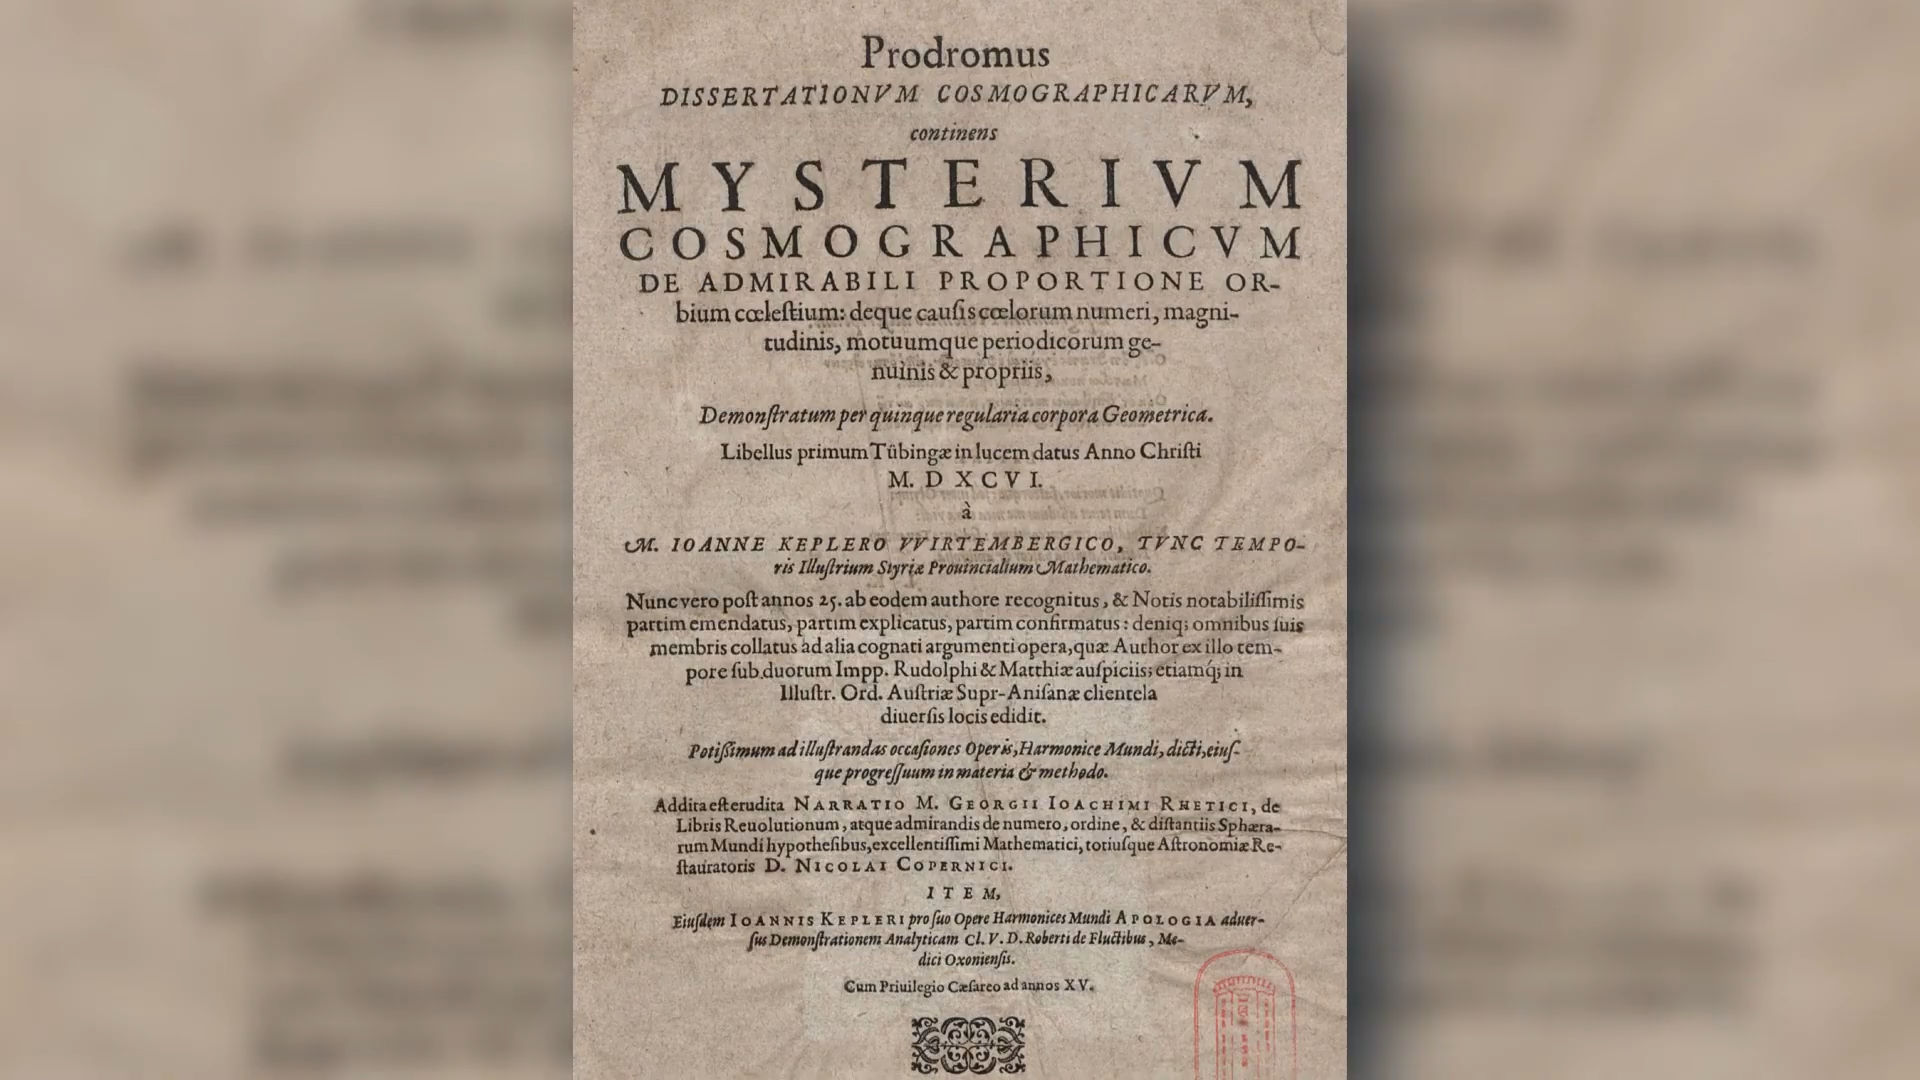 Prodromus
DISSERTATIONVM COSMOGRAPHICARVM,
continens
MYSTERIVM
COSMOGRAPHICVM
DE ADMIRABILI PROPORTIONE OR-
bium cœleſtium: deque cauſis cœlorum numeri, magni-
tudinis, motuumque periodicorum ge-
nuinis & propriis,
Demonſtratum per quinque regularia corpora Geometrica.
Libellus primum Tübingæ in lucem datus Anno Chriſti
M. D XCVI.
à
M. IOANNE KEPLERO VVIRTEMBERGICO, TVNC TEMPO-
ris Illuſtrium Styriæ Prouincialium Mathematico.
Nunc vero poſt annos 25. ab eodem authore recognitus, & Notis notabiliſſimis
partim emendatus, partim explicatus, partim confirmatus: deniq; omnibus ſuis
membris collatus ad alia cognati argumenti opera, quæ Author ex illo tem-
pore ſub duorum Impp. Rudolphi & Matthiæ auſpiciis; etiamq́; in
Illuſtr. Ord. Auſtriæ Supr-Aniſanæ clientela
diuerſis locis edidit.
Potiſſimum ad illuſtrandas occaſiones Operis, Harmonice Mundi, dicti, eiuſ-
que progreſſuum in materia & methodo.
Addita eſt erudita NARRATIO M. GEORGII IOACHIMI RHETICI, de
Libris Reuolutionum, atque admirandis de numero, ordine, & diſtantiis Sphæra-
rum Mundi hypotheſibus, excellentiſſimi Mathematici, totiuſque Aſtronomiæ Re-
ſtauratoris D. NICOLAI COPERNICI.
ITEM,
Eiuſdem IOANNIS KEPLERI pro ſuo Opere Harmonices Mundi APOLOGIA aduer-
ſus Demonſtrationem Analyticam Cl. V. D. Roberti de Fluctibus, Me-
dici Oxonienſis.
Cum Priuilegio Cæſareo ad annos XV.